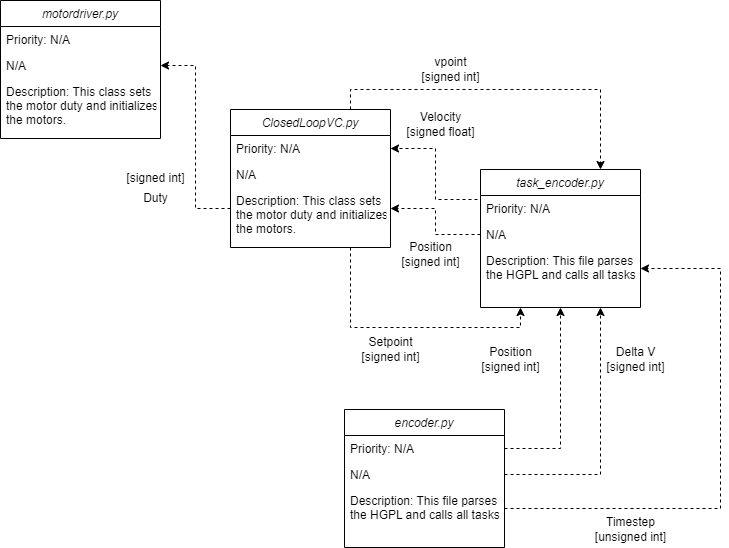 motordriver.py
Priority: N/A
N/A
Description: This class sets
the motor duty and initializes
the motors.
vpoint
[signed int]
ClosedLoopVC.py
Priority: N/A
N/A
Description: This class sets
the motor duty and initializes
the motors.
Velocity
[signed float]
[signed int]
Duty
task_encoder.py
Priority: N/A
N/A
Description: This file parses
the HGPL and calls all tasks
Position
[signed int]
Setpoint
[signed int]
Position
[signed int]
Delta V
[signed int]
encoder.py
Priority: N/A
N/A
Description: This file parses
the HGPL and calls all tasks
Timestep
[unsigned int]